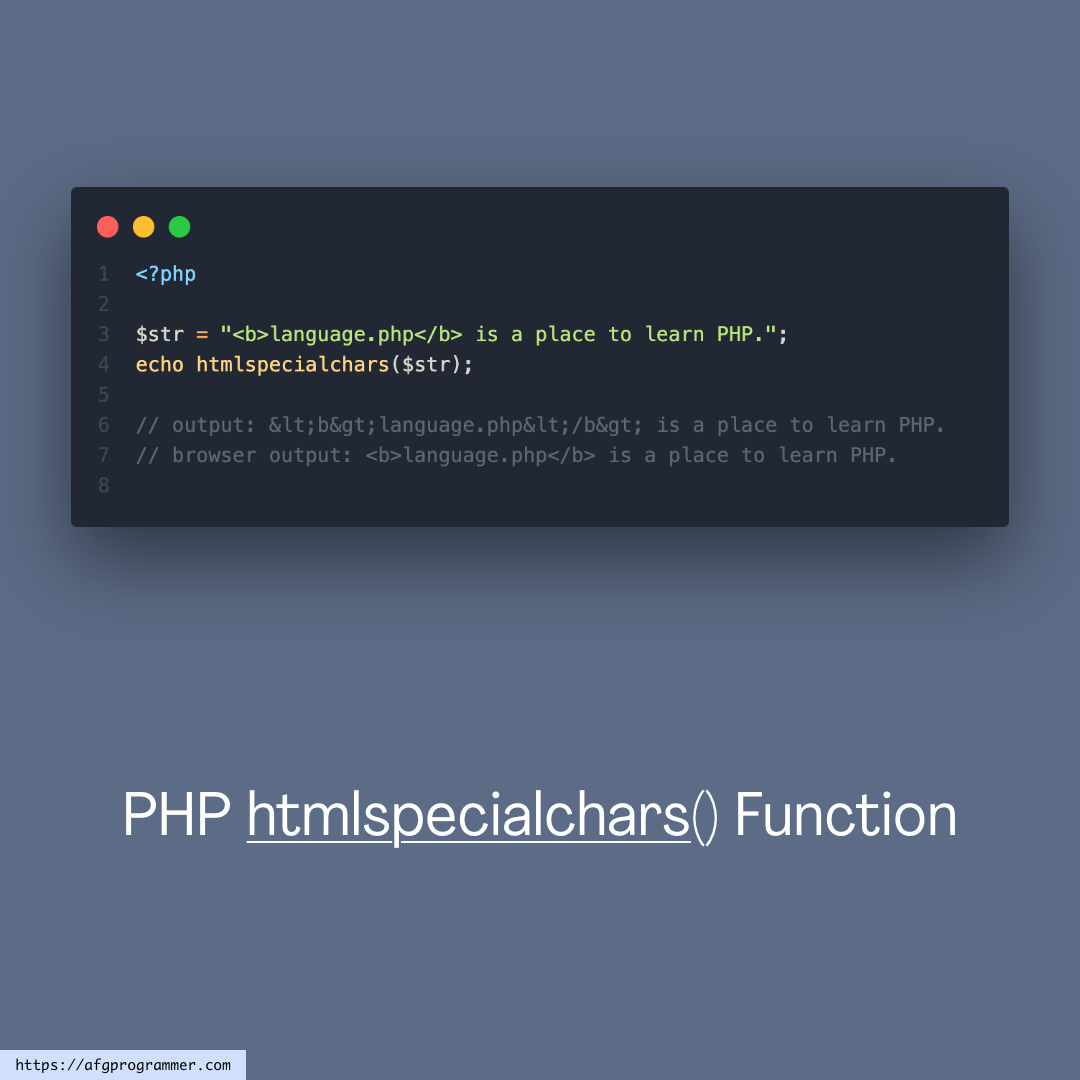 1 <?php
2
3 $str = "<b>language.php</b> is a place to learn PHP.";
4 echo htmlspecialchars($str);
5
6 // output: &lt;b&gt;language.php&lt;/b&gt; is a place to learn PHP.
7 // browser output: <b>language.php</b> is a place to learn PHP.
8
PHP htmlspecialchars() Function
https://afgprogrammer.com